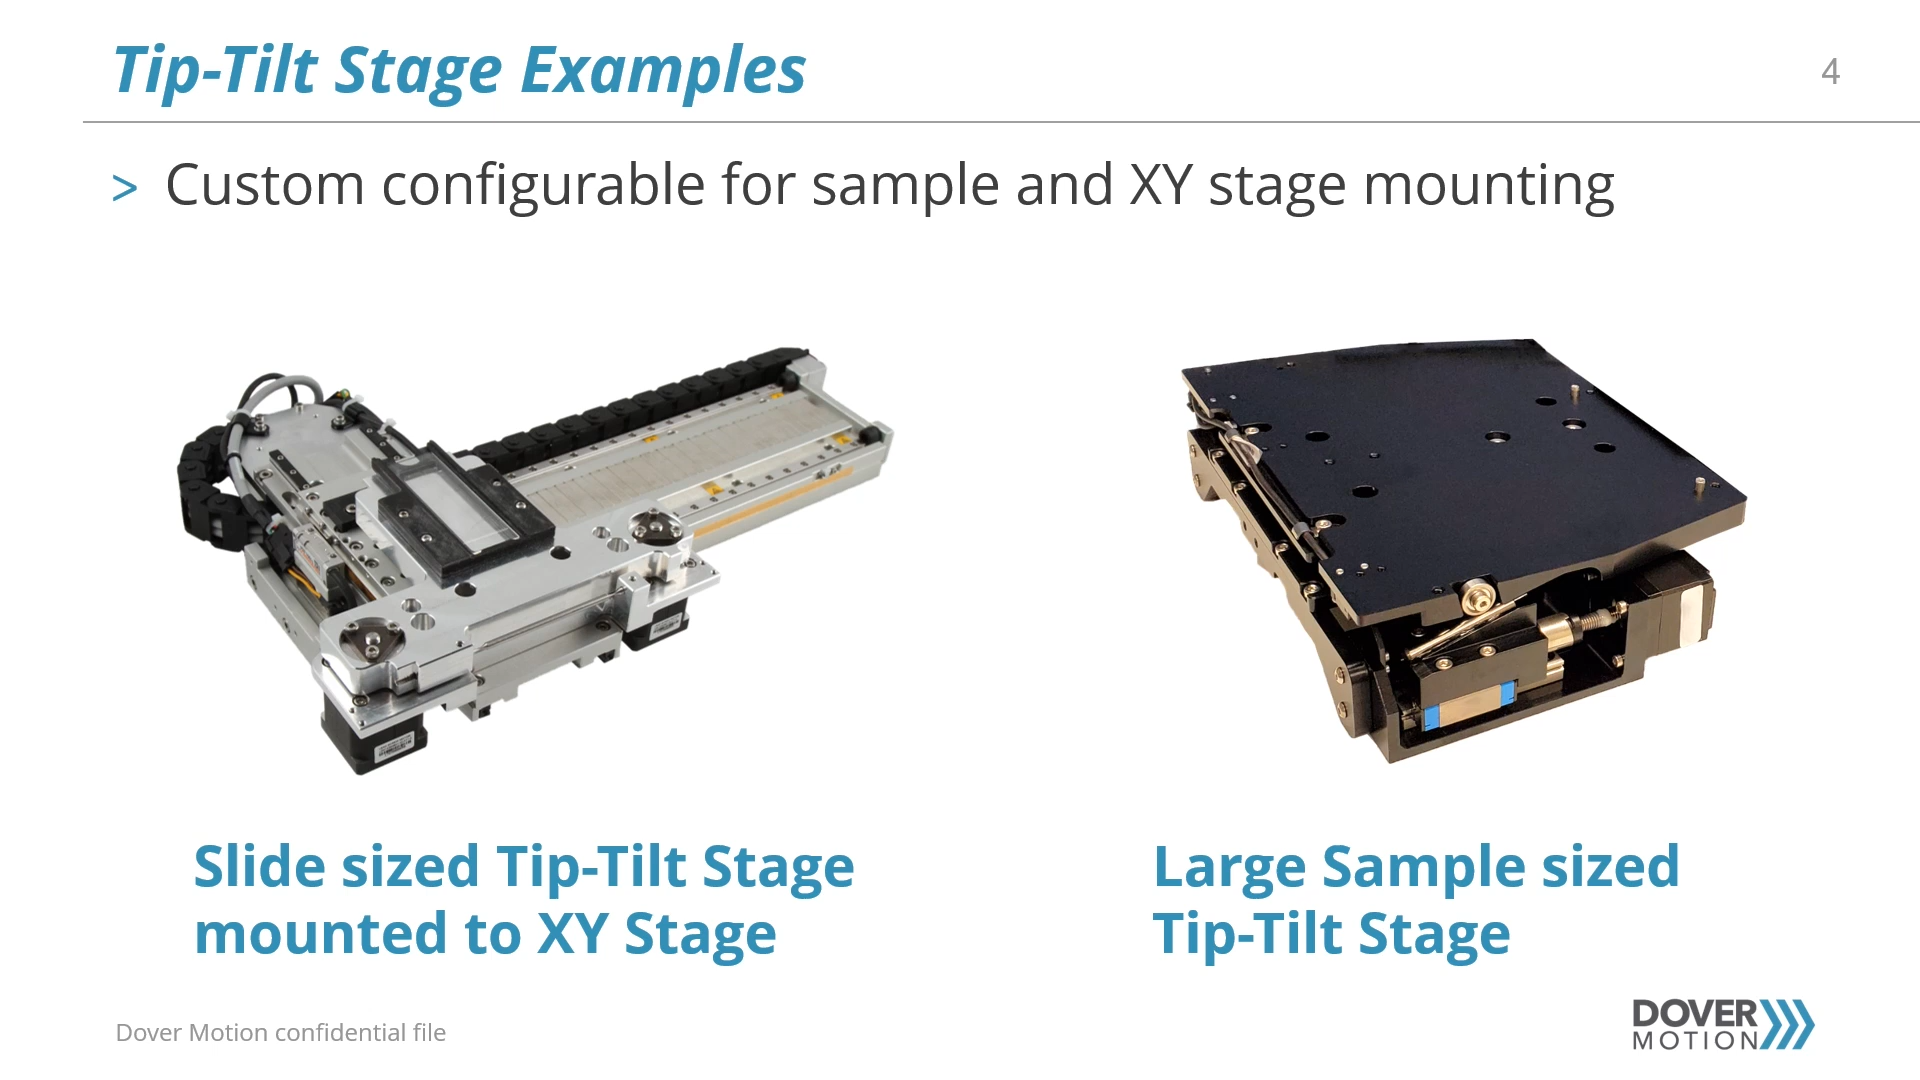 Tip-Tilt Stage Examples
4
> Custom configurable for sample and XY stage mounting
Slide sized Tip-Tilt Stage
mounted to XY Stage
Large Sample sized
Tip-Tilt Stage
Dover Motion confidential file
DOVER
MOTION